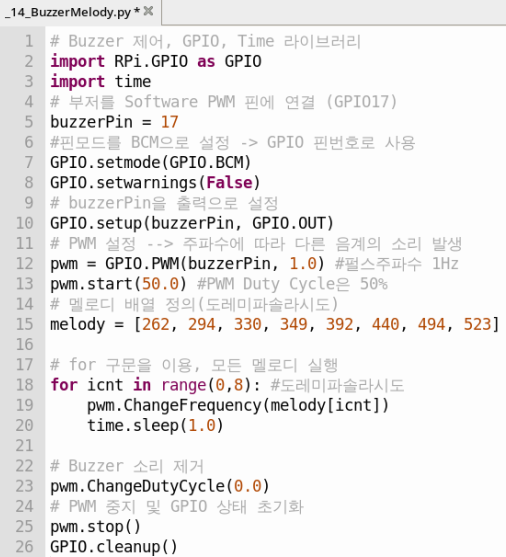 _14_BuzzerMelody.py *
1 # Buzzer 제어, GPIO, Time 라이브러리
2 import RPi.GPIO as GPIO
3 import time
4 # 부저를 Software PWM 핀에 연결 (GPIO17)
5 buzzerPin = 17
6 #핀모드를 BCM으로 설정 -> GPIO 핀번호로 사용
7 GPIO.setmode(GPIO.BCM)
8 GPIO.setwarnings(False)
9 # buzzerPin을 출력으로 설정
10 GPIO.setup(buzzerPin, GPIO.OUT)
11 # PWM 설정 --> 주파수에 따라 다른 음계의 소리 발생
12 pwm = GPIO.PWM(buzzerPin, 1.0) #펄스주파수 1Hz
13 pwm.start(50.0) #PWM Duty Cycle은 50%
14 # 멜로디 배열 정의(도레미파솔라시도)
15 melody = [262, 294, 330, 349, 392, 440, 494, 523]
16
17 # for 구문을 이용, 모든 멜로디 실행
18 for icnt in range(0,8): #도레미파솔라시도
19     pwm.ChangeFrequency(melody[icnt])
20     time.sleep(1.0)
21
22 # Buzzer 소리 제거
23 pwm.ChangeDutyCycle(0.0)
24 # PWM 중지 및 GPIO 상태 초기화
25 pwm.stop()
26 GPIO.cleanup()